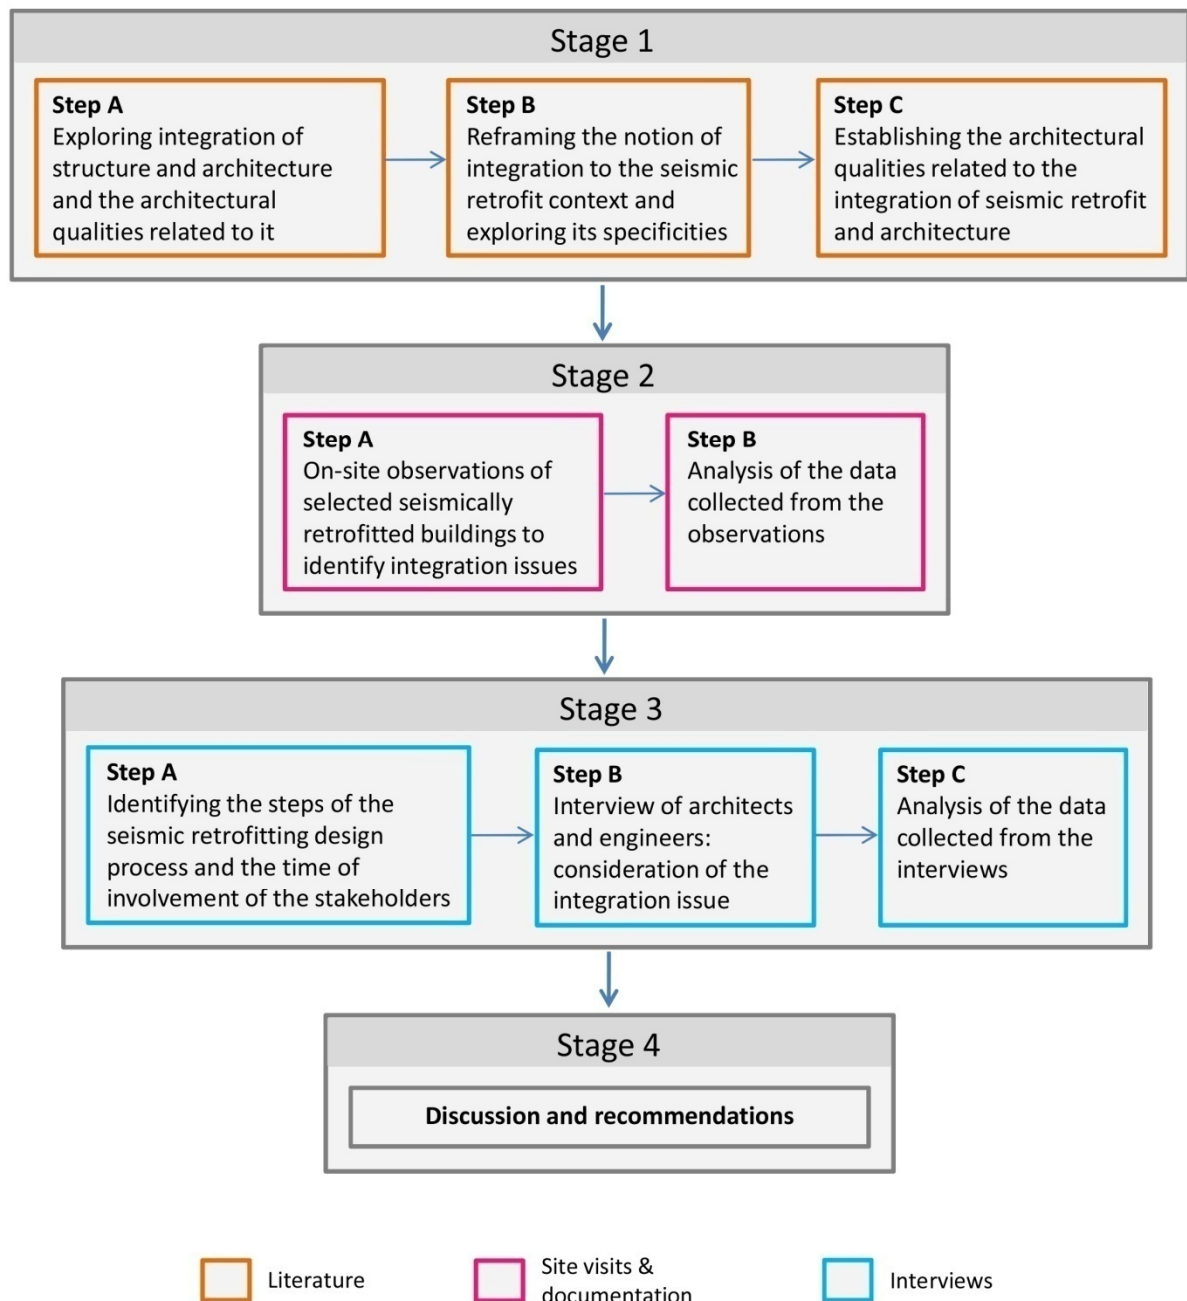 Stage 1
Step A
Exploring integration of
structure and architecture
and the architectural
qualities related to it
Step B
Reframing the notion of
integration to the seismic
retrofit context and
exploring its specificities
Step C
Establishing the architectural
qualities related to the
integration of seismic retrofit
and architecture
Stage 2
Step A
On-site observations of
selected seismically
retrofitted buildings to
identify integration issues
Step B
Analysis of the data
collected from the
observations
Stage 3
Step A
Identifying the steps of the
seismic retrofitting design
process and the time of
involvement of the stakeholders
Step B
Interview of architects
and engineers:
consideration of the
integration issue
Step C
Analysis of the data
collected from the
interviews
Stage 4
Discussion and recommendations
Literature
Site visits &
documentation
Interviews